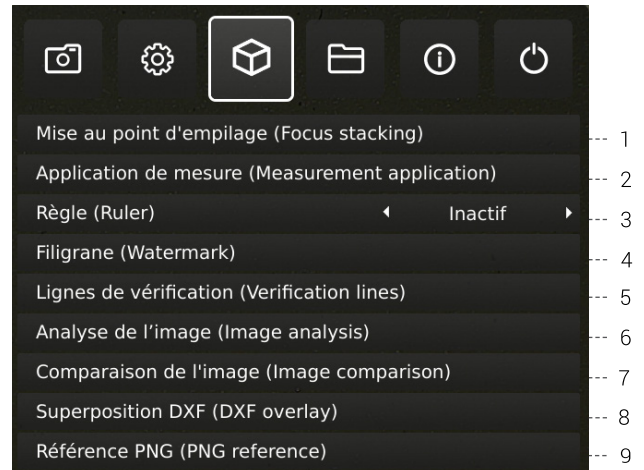 Mise au point d'empilage (Focus stacking) --- 1
Application de mesure (Measurement application) --- 2
Règle (Ruler) Inactif --- 3
Filigrane (Watermark) --- 4
Lignes de vérification (Verification lines) --- 5
Analyse de l’image (Image analysis) --- 6
Comparaison de l'image (Image comparison) --- 7
Superposition DXF (DXF overlay) --- 8
Référence PNG (PNG reference) --- 9